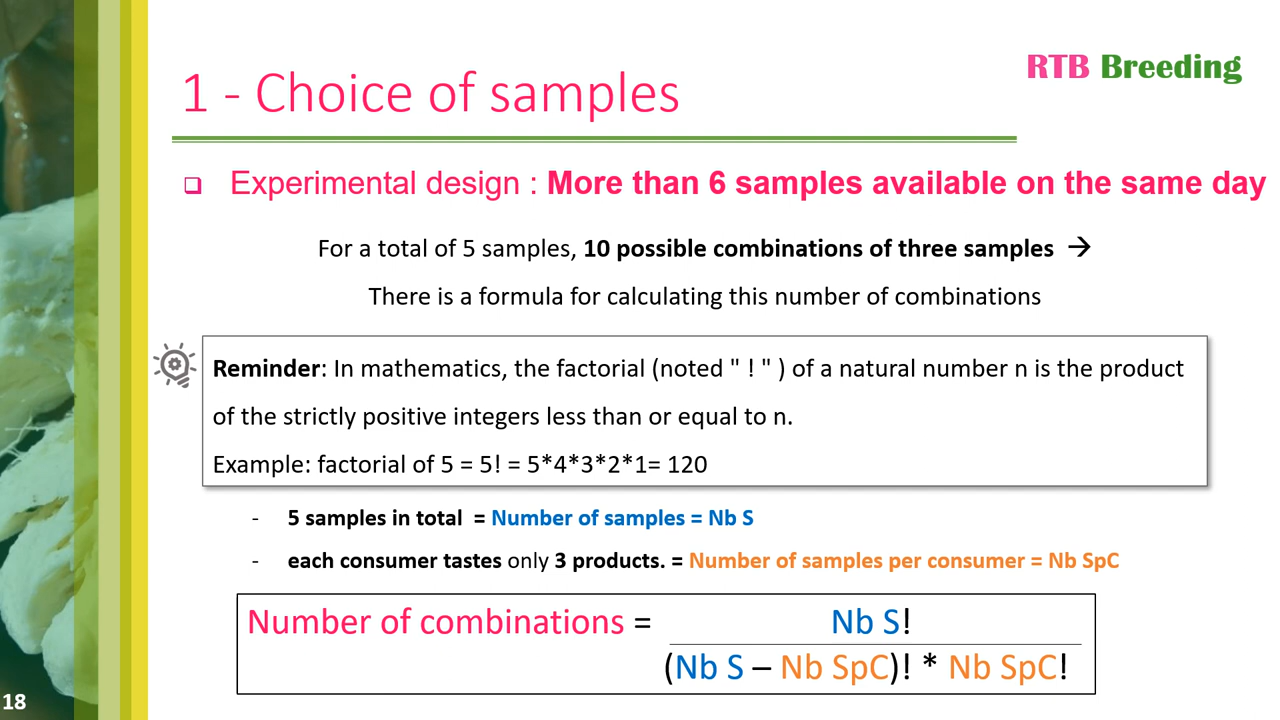 RTB Breeding
1 - Choice of samples
❑ Experimental design : More than 6 samples available on the same day
For a total of 5 samples, 10 possible combinations of three samples →
There is a formula for calculating this number of combinations
Reminder: In mathematics, the factorial (noted " ! " ) of a natural number n is the product
of the strictly positive integers less than or equal to n.
Example: factorial of 5 = 5! = 5*4*3*2*1= 120
- 5 samples in total = Number of samples = Nb S
- each consumer tastes only 3 products. = Number of samples per consumer = Nb SpC
Number of combinations = Nb S!
(Nb S – Nb SpC)! * Nb SpC!
18